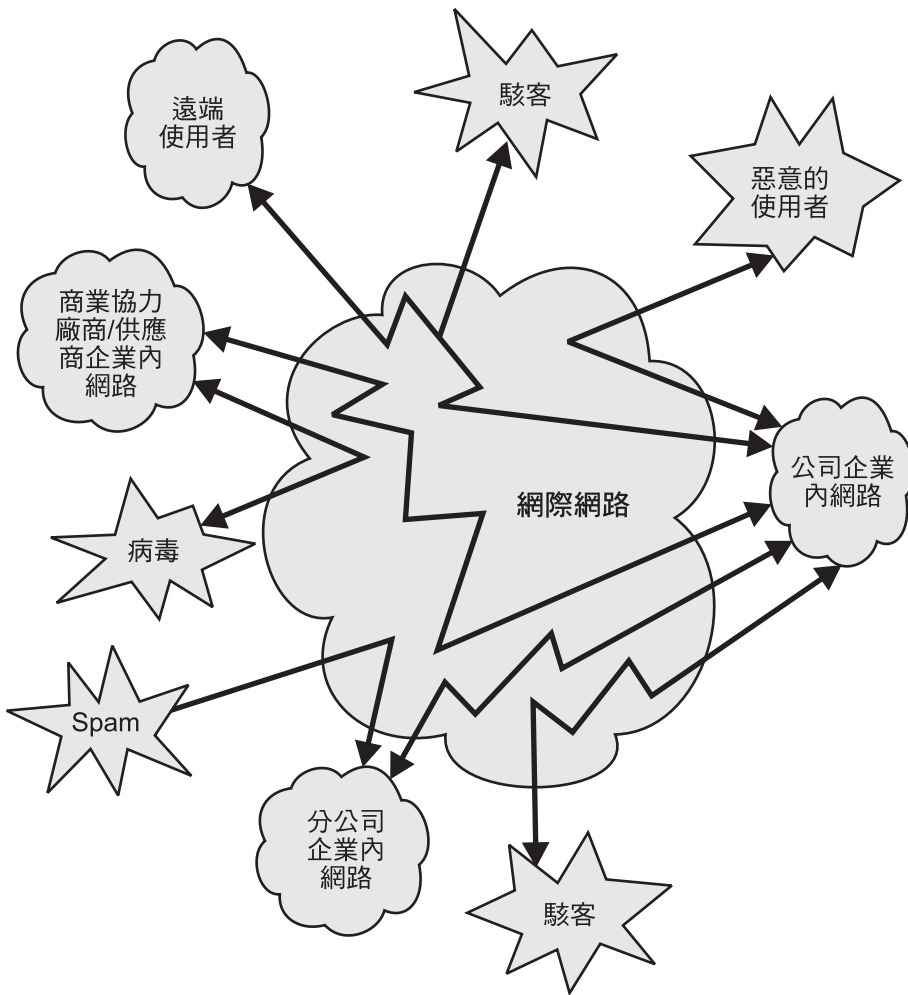 駭客
遠端
使用者
惡意的
使用者
商業協力
廠商/供應
商企業內
網路
公司企業
內網路
網際網路
病毒
Spam
分公司
企業內
網路
駭客